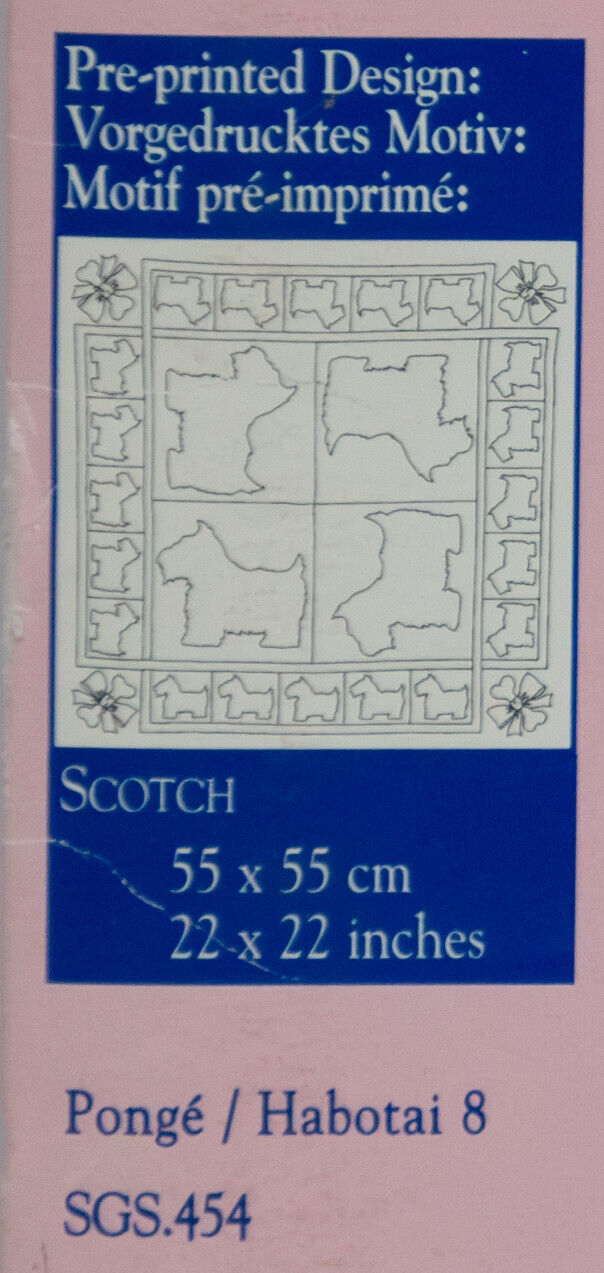 Pre-printed Design:
Vorgedrucktes Motiv:
Motif pré-imprimé:
SCOTCH
55 x 55 cm
22 x 22 inches
Pongé / Habotai 8
SGS.454